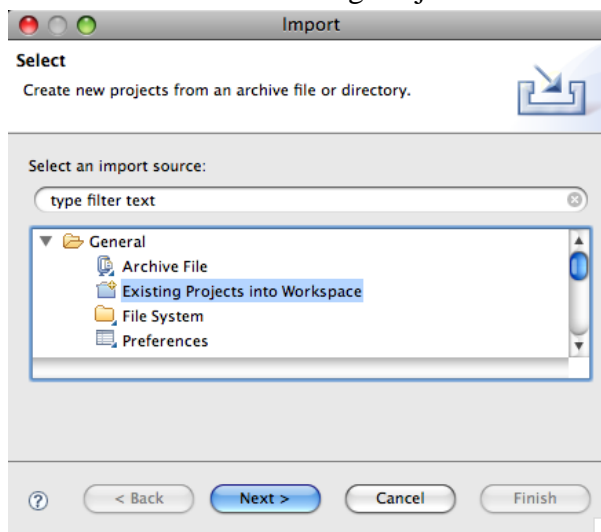 Import
Select
Create new projects from an archive file or directory.
Select an import source:
type filter text
General
Archive File
Existing Projects into Workspace
File System
Preferences
? < Back Next > Cancel Finish